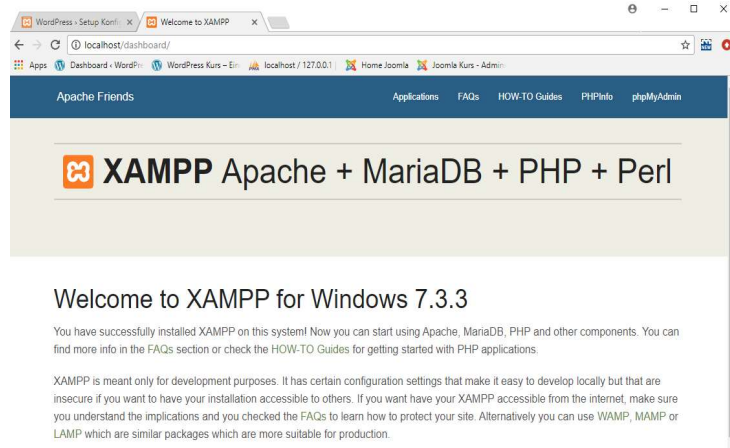 WordPress › Setup Konfi
Welcome to XAMPP
localhost/dashboard/
Apps Dashboard ‹ WordPr WordPress Kurs – Ein localhost / 127.0.0.1 | Home Joomla Joomla Kurs - Admin
NEW
Apache Friends Applications FAQs HOW-TO Guides PHPInfo phpMyAdmin
XAMPP Apache + MariaDB + PHP + Perl
Welcome to XAMPP for Windows 7.3.3
You have successfully installed XAMPP on this system! Now you can start using Apache, MariaDB, PHP and other components. You can
find more info in the FAQs section or check the HOW-TO Guides for getting started with PHP applications.
XAMPP is meant only for development purposes. It has certain configuration settings that make it easy to develop locally but that are
insecure if you want to have your installation accessible to others. If you want have your XAMPP accessible from the internet, make sure
you understand the implications and you checked the FAQs to learn how to protect your site. Alternatively you can use WAMP, MAMP or
LAMP which are similar packages which are more suitable for production.